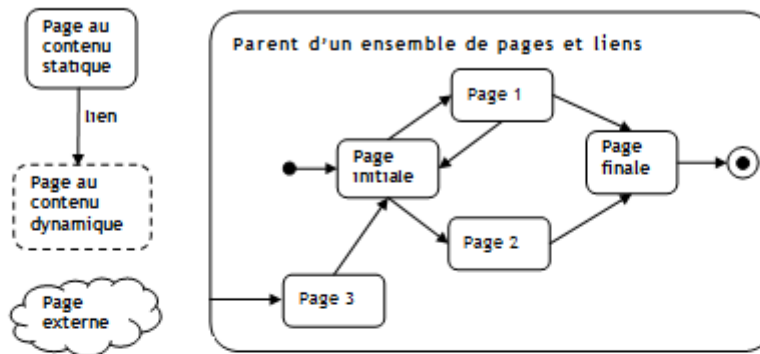 Page au
contenu
statique
lien
Page au
contenu
dynamique
Page
externe
Parent d'un ensemble de pages et liens
Page 1
Page
initiale
Page
finale
Page 2
Page 3